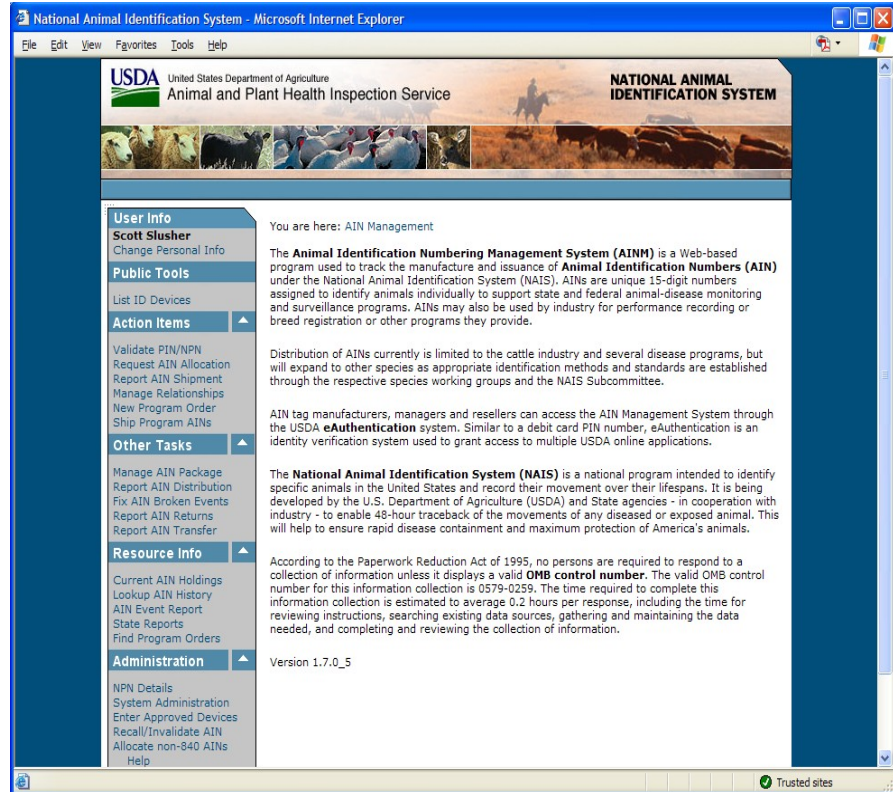 National Animal Identification System - Microsoft Internet Explorer
File Edit View Favorites Tools Help
USDA United States Department of Agriculture
Animal and Plant Health Inspection Service
NATIONAL ANIMAL
IDENTIFICATION SYSTEM
User Info
Scott Slusher
Change Personal Info
Public Tools
List ID Devices
Action Items
Validate PIN/NPN
Request AIN Allocation
Report AIN Shipment
Manage Relationships
New Program Order
Ship Program AINs
Other Tasks
Manage AIN Package
Report AIN Distribution
Fix AIN Broken Events
Report AIN Returns
Report AIN Transfer
Resource Info
Current AIN Holdings
Lookup AIN History
AIN Event Report
State Reports
Find Program Orders
Administration
NPN Details
System Administration
Enter Approved Devices
Recall/Invalidate AIN
Allocate non-840 AINs
Help
You are here: AIN Management
The Animal Identification Numbering Management System (AINM) is a Web-based
program used to track the manufacture and issuance of Animal Identification Numbers (AIN)
under the National Animal Identification System (NAIS). AINs are unique 15-digit numbers
assigned to identify animals individually to support state and federal animal-disease monitoring
and surveillance programs. AINs may also be used by industry for performance recording or
breed registration or other programs they provide.
Distribution of AINs currently is limited to the cattle industry and several disease programs, but
will expand to other species as appropriate identification methods and standards are established
through the respective species working groups and the NAIS Subcommittee.
AIN tag manufacturers, managers and resellers can access the AIN Management System through
the USDA eAuthentication system. Similar to a debit card PIN number, eAuthentication is an
identity verification system used to grant access to multiple USDA online applications.
The National Animal Identification System (NAIS) is a national program intended to identify
specific animals in the United States and record their movement over their lifespans. It is being
developed by the U.S. Department of Agriculture (USDA) and State agencies - in cooperation with
industry - to enable 48-hour traceback of the movements of any diseased or exposed animal. This
will help to ensure rapid disease containment and maximum protection of America's animals.
According to the Paperwork Reduction Act of 1995, no persons are required to respond to a
collection of information unless it displays a valid OMB control number. The valid OMB control
number for this information collection is 0579-0259. The time required to complete this
information collection is estimated to average 0.2 hours per response, including the time for
reviewing instructions, searching existing data sources, gathering and maintaining the data
needed, and completing and reviewing the collection of information.
Version 1.7.0_5
Trusted sites